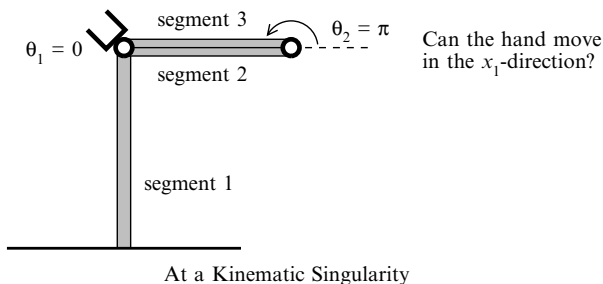 segment 3
θ₂ = π
θ₁ = 0
segment 2
Can the hand move
in the x₁-direction?
segment 1
At a Kinematic Singularity